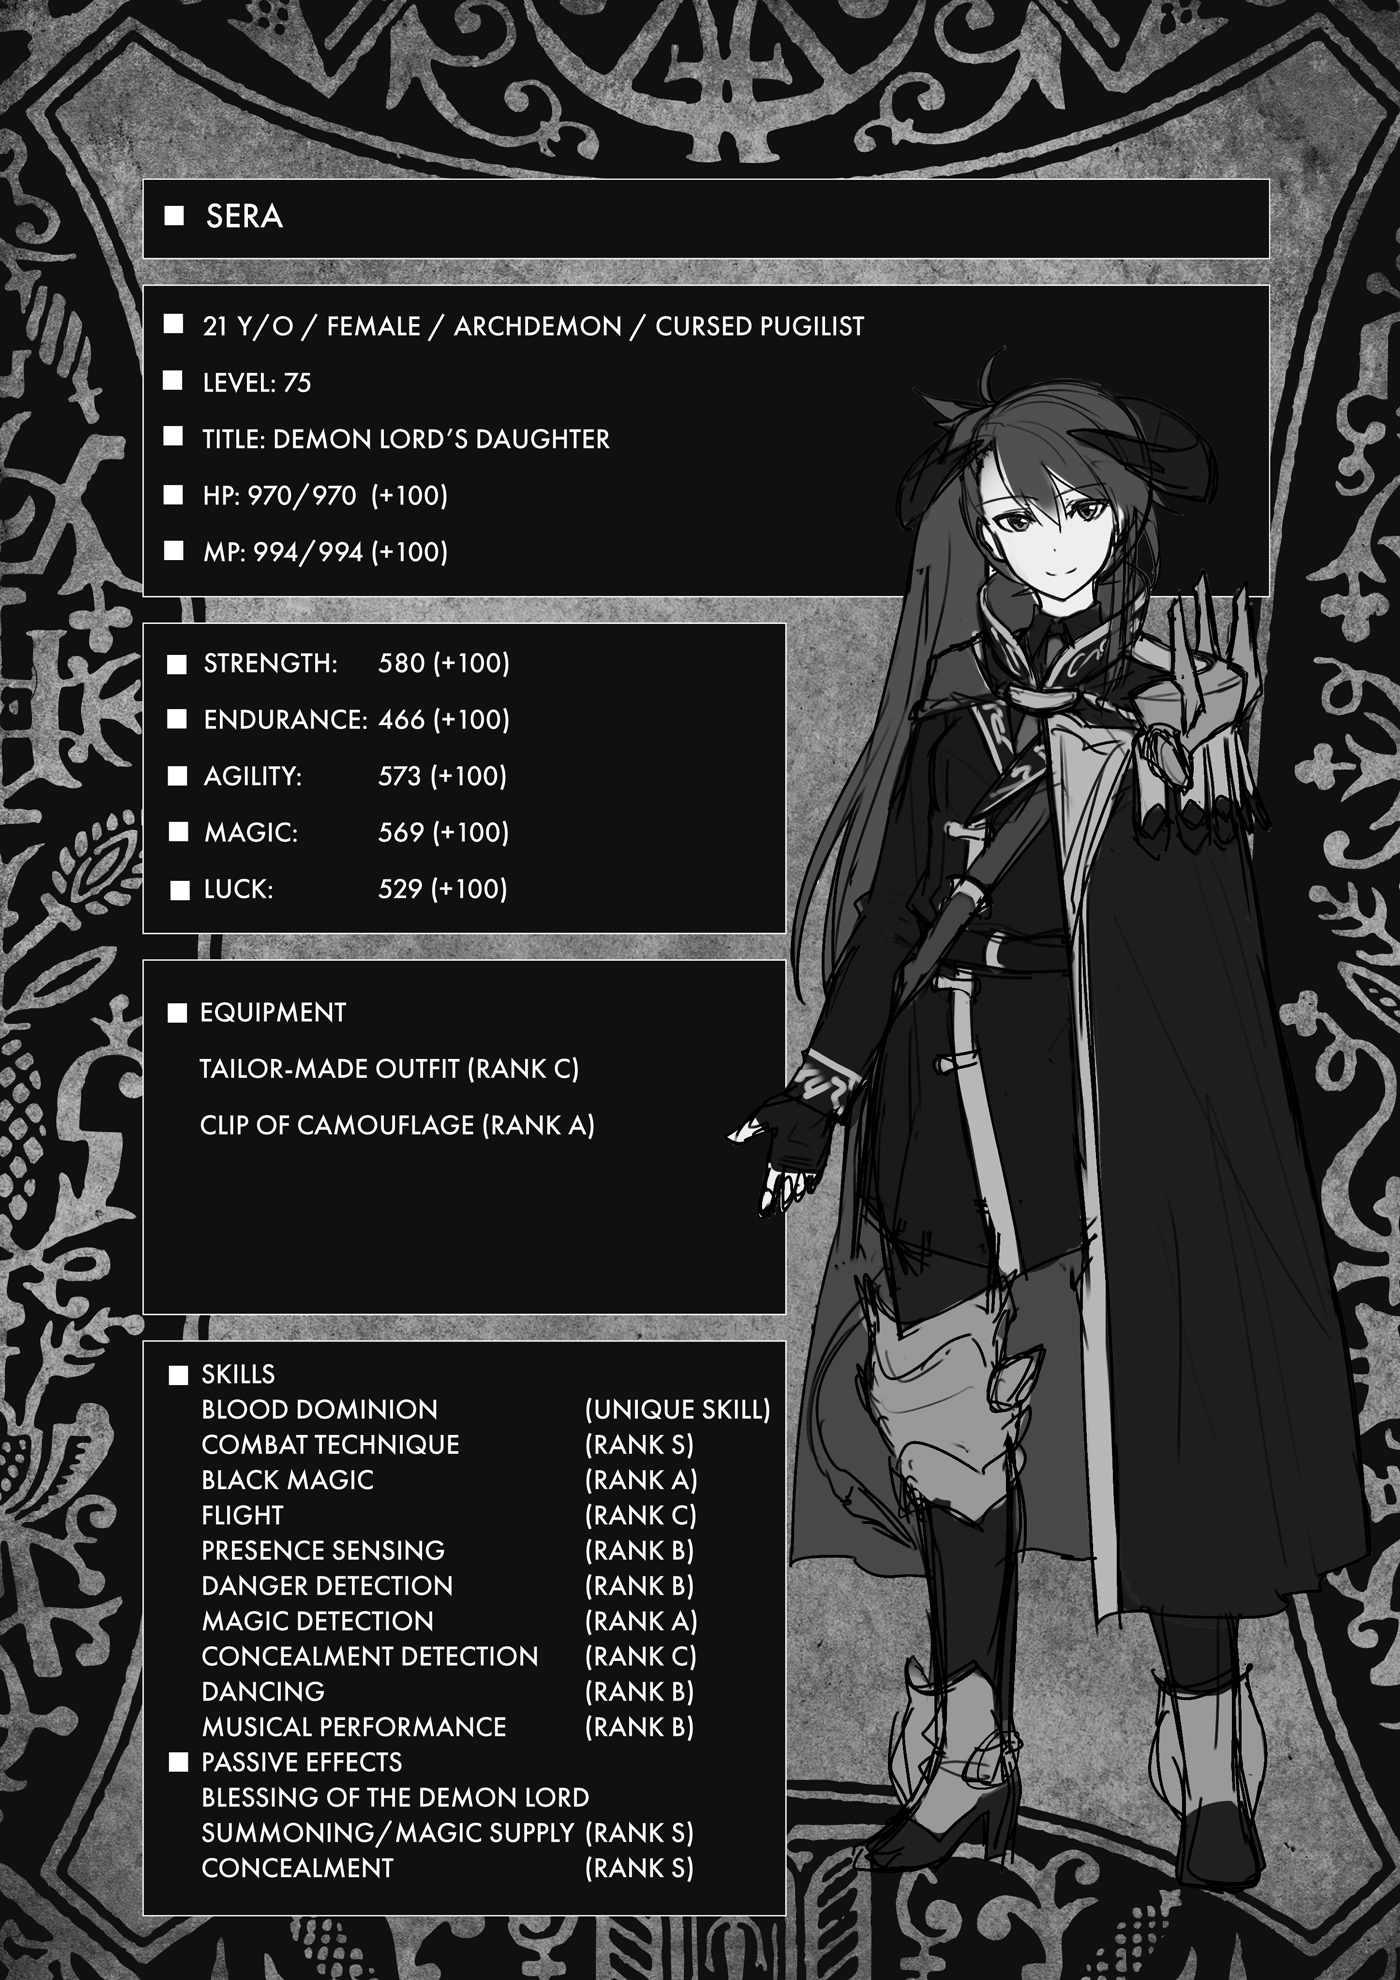 SERA
21 Y/O / FEMALE / ARCHDEMON / CURSED PUGILIST
LEVEL: 75
TITLE: DEMON LORD'S DAUGHTER
HP: 970/970 (+100)
MP: 994/994 (+100)
STRENGTH: 580 (+100)
ENDURANCE: 466 (+100)
AGILITY: 573 (+100)
MAGIC: 569 (+100)
LUCK: 529 (+100)
EQUIPMENT
TAILOR-MADE OUTFIT (RANK C)
CLIP OF CAMOUFLAGE (RANK A)
SKILLS
BLOOD DOMINION (UNIQUE SKILL)
COMBAT TECHNIQUE (RANK S)
BLACK MAGIC (RANK A)
FLIGHT (RANK C)
PRESENCE SENSING (RANK B)
DANGER DETECTION (RANK B)
MAGIC DETECTION (RANK A)
CONCEALMENT DETECTION (RANK C)
DANCING (RANK B)
MUSICAL PERFORMANCE (RANK B)
PASSIVE EFFECTS
BLESSING OF THE DEMON LORD
SUMMONING/MAGIC SUPPLY (RANK S)
CONCEALMENT (RANK S)